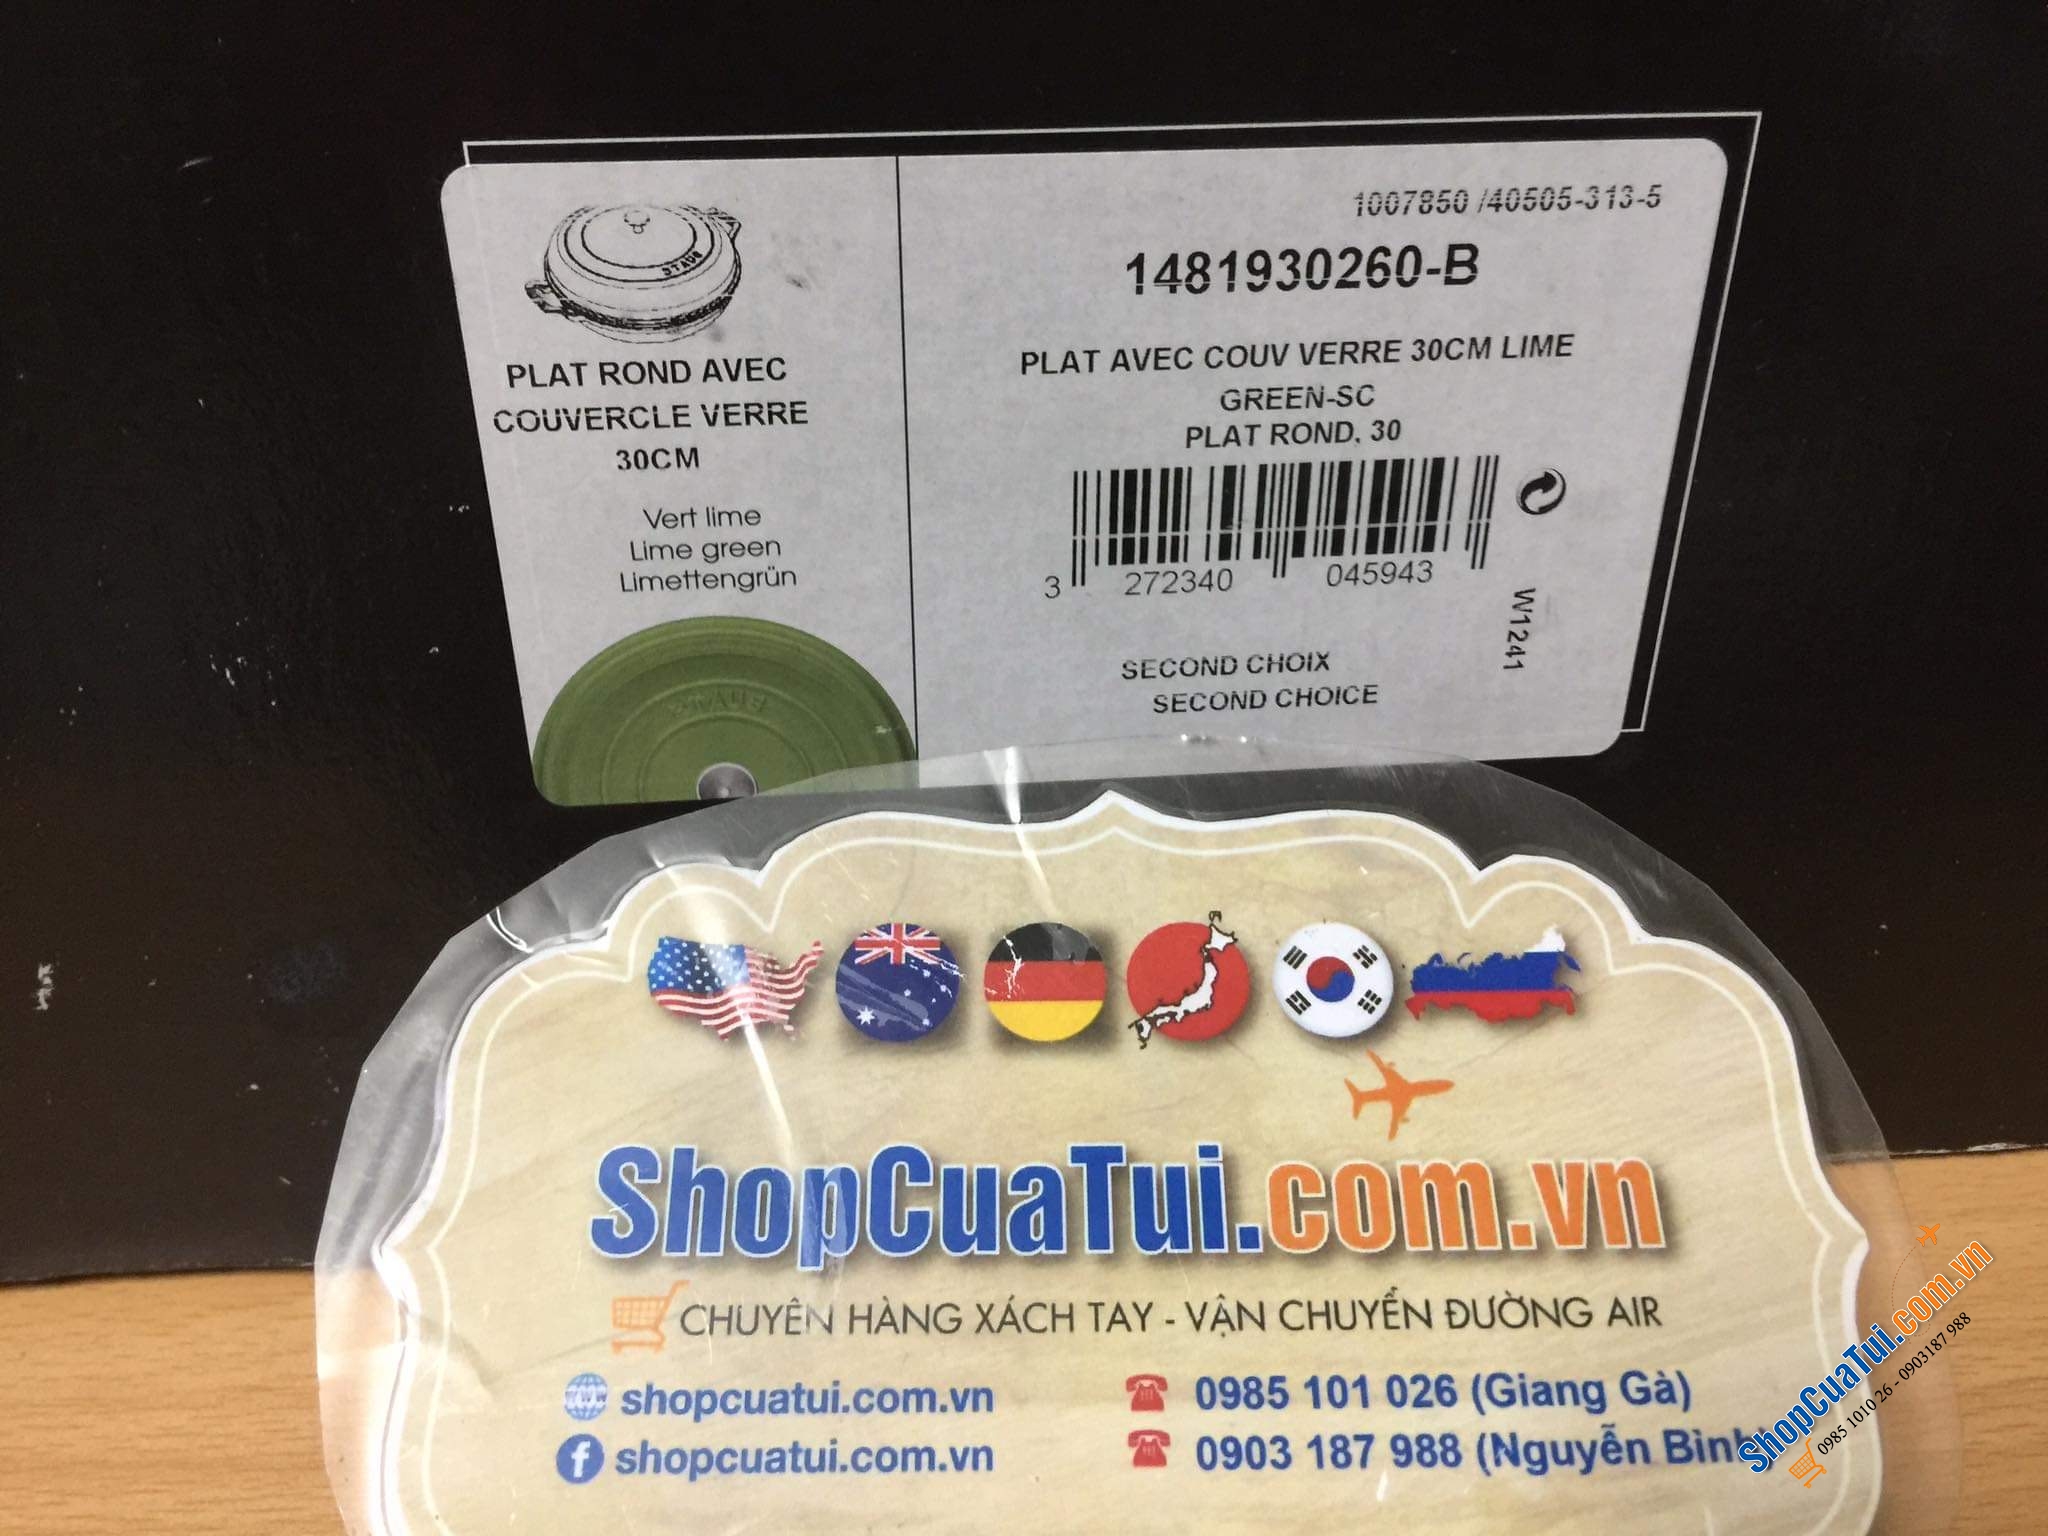 STAUB
PLAT ROND AVEC
COUVERCLE VERRE
30CM
Vert lime
Lime green
Limettengrün
STAUB
1007850 /40505-313-5
1481930260-B
PLAT AVEC COUV VERRE 30CM LIME
GREEN-SC
PLAT ROND, 30
3 272340 045943
W1241
SECOND CHOIX
SECOND CHOICE
ShopCuaTui.com.vn
CHUYÊN HÀNG XÁCH TAY - VẬN CHUYỂN ĐƯỜNG AIR
shopcuatui.com.vn
0985 101 026 (Giang Gà)
shopcuatui.com.vn
0903 187 988 (Nguyễn Bình)
ShopCuaTui.com.vn
0985 1010 26 - 0903187 988